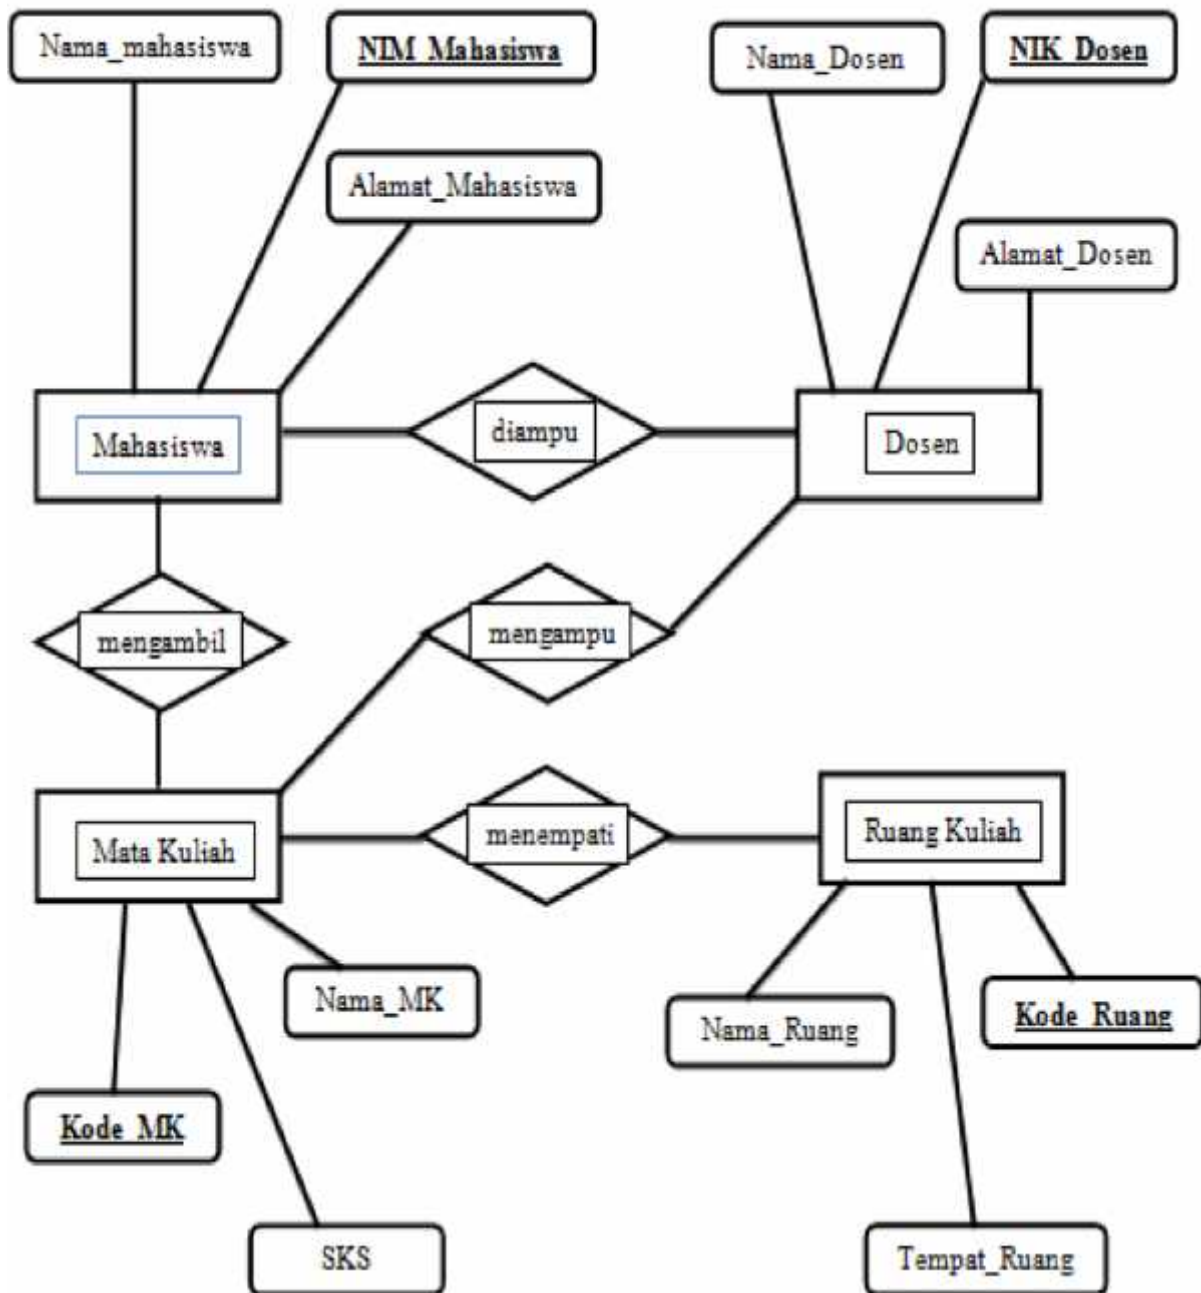 Nama_mahasiswa
NIM_Mahasiswa
Nama_Dosen
NIK_Dosen
Alamat_Mahasiswa
Alamat_Dosen
Mahasiswa
diampu
Dosen
mengambil
mengampu
Mata Kuliah
menempati
Ruang Kuliah
Nama_MK
Nama_Ruang
Kode_Ruang
Kode_MK
SKS
Tempat_Ruang